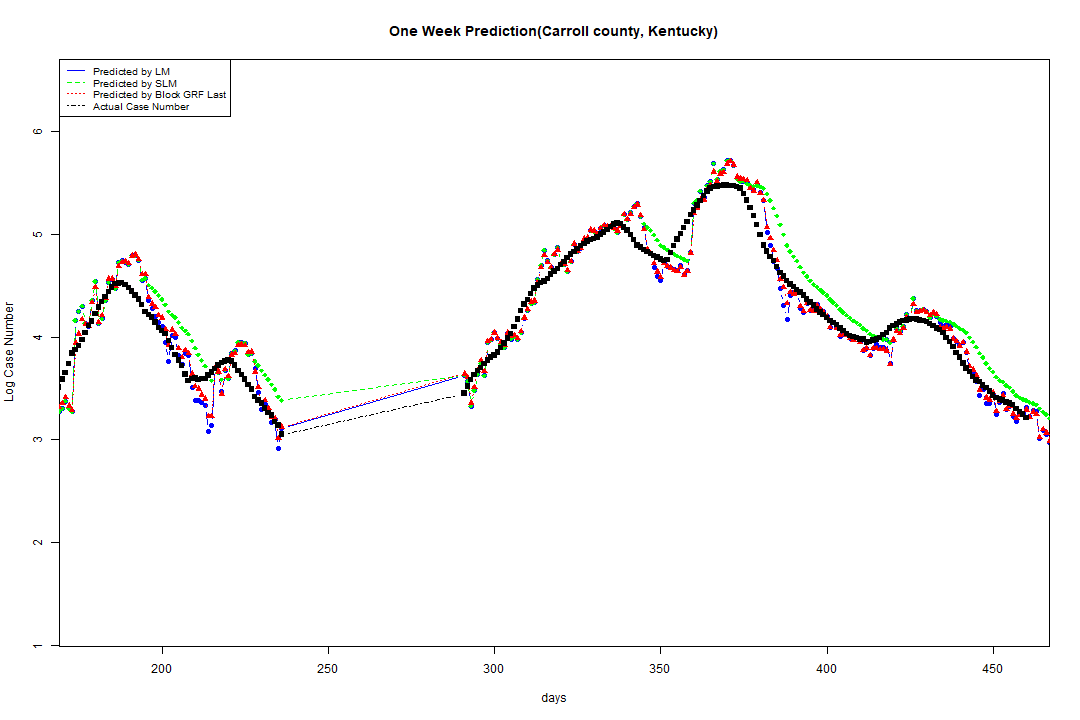 One Week Prediction(Carroll county, Kentucky)
Predicted by LM
Predicted by SLM
Predicted by Block GRF Last
Actual Case Number
6
5
4
3
2
1
Log Case Number
200 250 300 350 400 450
days